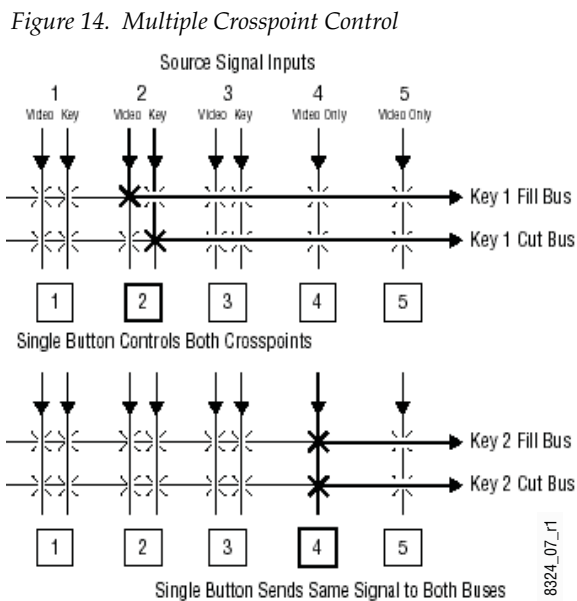 Figure 14. Multiple Crosspoint Control
Source Signal Inputs
1 2 3 4 5
Video Key Video Key Video Key Video Only Video Only
Key 1 Fill Bus
Key 1 Cut Bus
1 2 3 4 5
Single Button Controls Both Crosspoints
Key 2 Fill Bus
Key 2 Cut Bus
1 2 3 4 5
Single Button Sends Same Signal to Both Buses
8324_07_r1